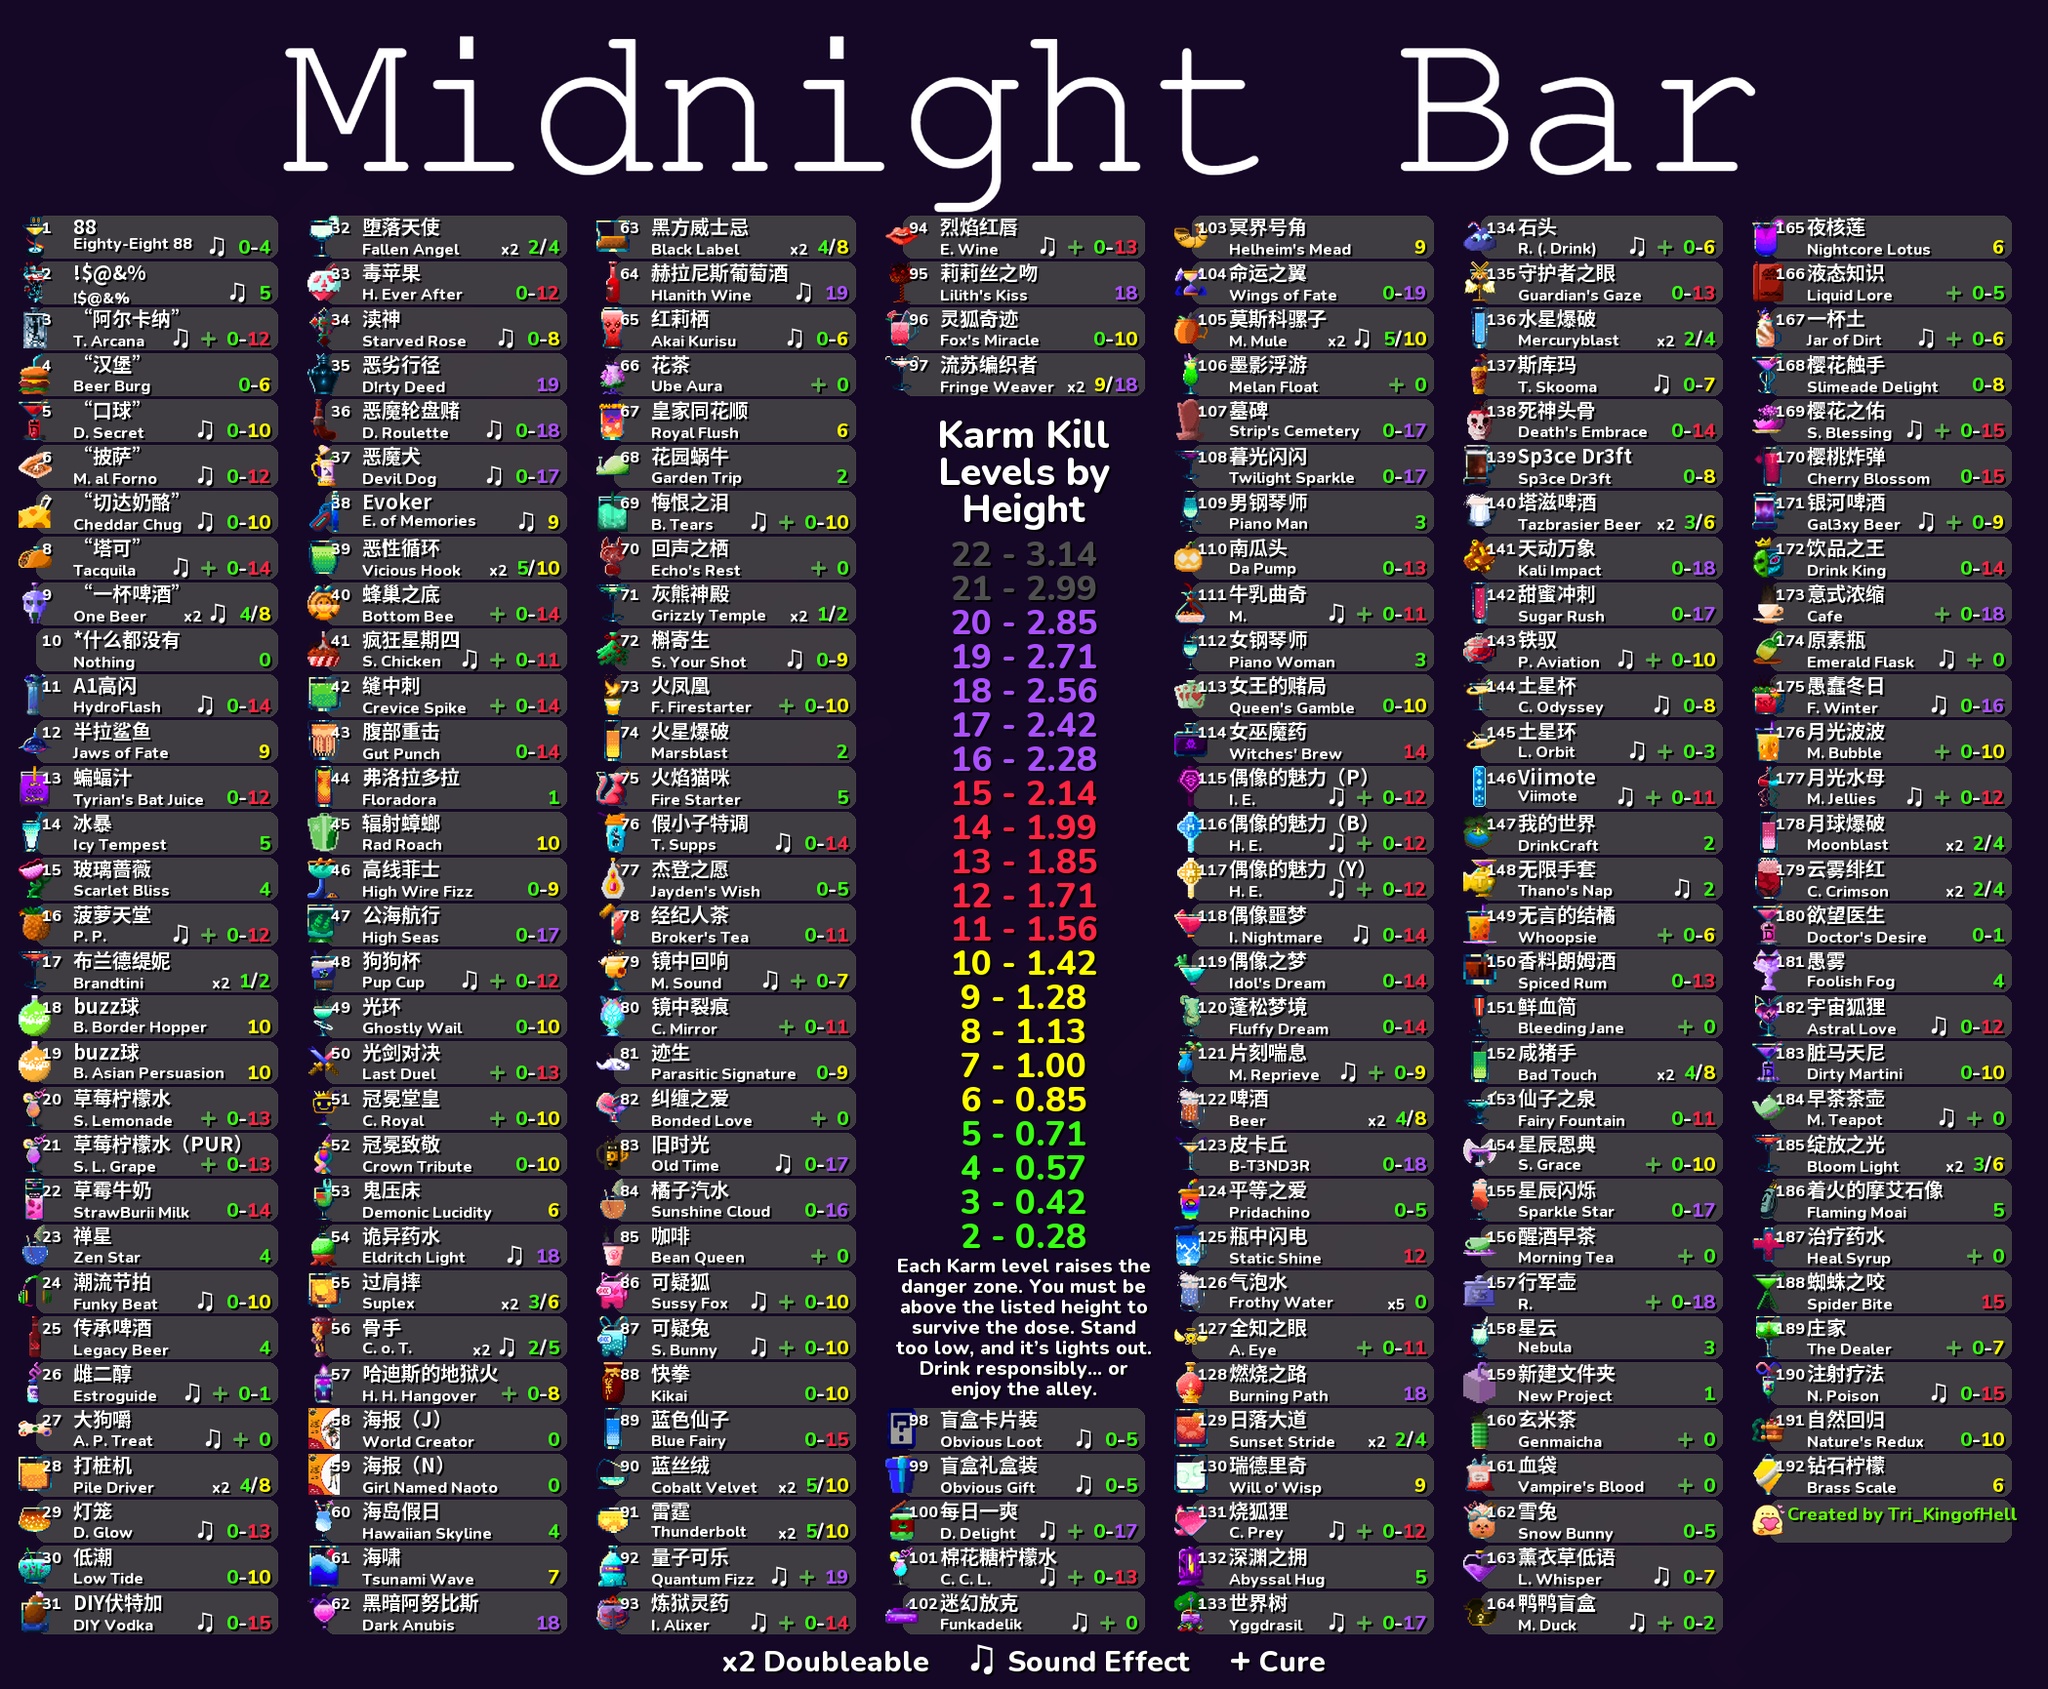 Midnight Bar
1 88
Eighty-Eight 88 ♫ 0-4
2 !$@&%
!$@&% ♫ 5
3 “阿尔卡纳”
T. Arcana ♫ + 0-12
4 “汉堡”
Beer Burg 0-6
5 “口球”
D. Secret ♫ 0-10
6 “披萨”
M. al Forno ♫ 0-12
7 “切达奶酪”
Cheddar Chug ♫ 0-10
8 “塔可”
Tacquila ♫ + 0-14
9 “一杯啤酒”
One Beer x2 ♫ 4/8
10 *什么都没有
Nothing 0
11 A1高闪
HydroFlash ♫ 0-14
12 半拉鲨鱼
Jaws of Fate 9
13 蝙蝠汁
Tyrian's Bat Juice 0-12
14 冰暴
Icy Tempest 5
15 玻璃蔷薇
Scarlet Bliss 4
16 菠萝天堂
P. P. ♫ + 0-12
17 布兰德缇妮
Brandtini x2 1/2
18 buzz球
B. Border Hopper 10
19 buzz球
B. Asian Persuasion 10
20 草莓柠檬水
S. Lemonade + 0-13
21 草莓柠檬水（PUR）
S. L. Grape + 0-13
22 草莓牛奶
StrawBurii Milk 0-14
23 禅星
Zen Star 4
24 潮流节拍
Funky Beat ♫ 0-10
25 传承啤酒
Legacy Beer 4
26 雌二醇
Estroguide ♫ + 0-1
27 大狗嚼
A. P. Treat ♫ + 0
28 打桩机
Pile Driver x2 4/8
29 灯笼
D. Glow ♫ 0-13
30 低潮
Low Tide 0-10
31 DIY伏特加
DIY Vodka ♫ 0-15
32 堕落天使
Fallen Angel x2 2/4
33 毒苹果
H. Ever After 0-12
34 渎神
Starved Rose ♫ 0-8
35 恶劣行径
D!rty Deed 19
36 恶魔轮盘赌
D. Roulette ♫ 0-18
37 恶魔犬
Devil Dog ♫ 0-17
38 Evoker
E. of Memories ♫ 9
39 恶性循环
Vicious Hook x2 5/10
40 蜂巢之底
Bottom Bee + 0-14
41 疯狂星期四
S. Chicken ♫ + 0-11
42 缝中刺
Crevice Spike + 0-14
43 腹部重击
Gut Punch 0-14
44 弗洛拉多拉
Floradora 1
45 辐射蟑螂
Rad Roach 10
46 高线菲士
High Wire Fizz 0-9
47 公海航行
High Seas 0-17
48 狗狗杯
Pup Cup ♫ + 0-12
49 光环
Ghostly Wail 0-10
50 光剑对决
Last Duel + 0-13
51 冠冕堂皇
C. Royal + 0-10
52 冠冕致敬
Crown Tribute 0-10
53 鬼压床
Demonic Lucidity 6
54 诡异药水
Eldritch Light ♫ 18
55 过肩摔
Suplex x2 3/6
56 骨手
C. o. T. x2 ♫ 2/5
57 哈迪斯的地狱火
H. H. Hangover + 0-8
58 海报（J）
World Creator 0
59 海报（N）
Girl Named Naoto 0
60 海岛假日
Hawaiian Skyline 4
61 海啸
Tsunami Wave 7
62 黑暗阿努比斯
Dark Anubis 18
63 黑方威士忌
Black Label x2 4/8
64 赫拉尼斯葡萄酒
Hlanith Wine ♫ 19
65 红莉栖
Akai Kurisu ♫ 0-6
66 花茶
Ube Aura + 0
67 皇家同花顺
Royal Flush 6
68 花园蜗牛
Garden Trip 2
69 悔恨之泪
B. Tears ♫ + 0-10
70 回声之栖
Echo's Rest + 0
71 灰熊神殿
Grizzly Temple x2 1/2
72 槲寄生
S. Your Shot ♫ 0-9
73 火凤凰
F. Firestarter + 0-10
74 火星爆破
Marsblast 2
75 火焰猫咪
Fire Starter 5
76 假小子特调
T. Supps ♫ 0-14
77 杰登之愿
Jayden's Wish 0-5
78 经纪人茶
Broker's Tea 0-11
79 镜中回响
M. Sound ♫ + 0-7
80 镜中裂痕
C. Mirror + 0-11
81 迹生
Parasitic Signature 0-9
82 纠缠之爱
Bonded Love + 0
83 旧时光
Old Time ♫ 0-17
84 橘子汽水
Sunshine Cloud 0-16
85 咖啡
Bean Queen + 0
86 可疑狐
Sussy Fox ♫ + 0-10
87 可疑兔
S. Bunny ♫ + 0-10
88 快拳
Kikai 0-10
89 蓝色仙子
Blue Fairy 0-15
90 蓝丝绒
Cobalt Velvet x2 5/10
91 雷霆
Thunderbolt x2 5/10
92 量子可乐
Quantum Fizz ♫ + 19
93 炼狱灵药
I. Alixer ♫ + 0-14
94 烈焰红唇
E. Wine ♫ + 0-13
95 莉莉丝之吻
Lilith's Kiss 18
96 灵狐奇迹
Fox's Miracle 0-10
97 流苏编织者
Fringe Weaver x2 9/18
Karm Kill
Levels by
Height
22 - 3.14
21 - 2.99
20 - 2.85
19 - 2.71
18 - 2.56
17 - 2.42
16 - 2.28
15 - 2.14
14 - 1.99
13 - 1.85
12 - 1.71
11 - 1.56
10 - 1.42
9 - 1.28
8 - 1.13
7 - 1.00
6 - 0.85
5 - 0.71
4 - 0.57
3 - 0.42
2 - 0.28
Each Karm level raises the
danger zone. You must be
above the listed height to
survive the dose. Stand
too low, and it’s lights out.
Drink responsibly... or
enjoy the alley.
98 盲盒卡片装
Obvious Loot ♫ 0-5
99 盲盒礼盒装
Obvious Gift ♫ 0-5
100 每日一爽
D. Delight ♫ + 0-17
101 棉花糖柠檬水
C. C. L. ♫ + 0-13
102 迷幻放克
Funkadelik ♫ + 0
103 冥界号角
Helheim's Mead 9
104 命运之翼
Wings of Fate 0-19
105 莫斯科骡子
M. Mule x2 ♫ 5/10
106 墨影浮游
Melan Float + 0
107 墓碑
Strip's Cemetery 0-17
108 暮光闪闪
Twilight Sparkle 0-17
109 男钢琴师
Piano Man 3
110 南瓜头
Da Pump 0-13
111 牛乳曲奇
M. ♫ + 0-11
112 女钢琴师
Piano Woman 3
113 女王的赌局
Queen's Gamble 0-10
114 女巫魔药
Witches' Brew 14
115 偶像的魅力（P）
I. E. ♫ + 0-12
116 偶像的魅力（B）
H. E. ♫ + 0-12
117 偶像的魅力（Y）
H. E. ♫ + 0-12
118 偶像噩梦
I. Nightmare ♫ 0-14
119 偶像之梦
Idol's Dream 0-14
120 蓬松梦境
Fluffy Dream 0-14
121 片刻喘息
M. Reprieve ♫ + 0-9
122 啤酒
Beer x2 4/8
123 皮卡丘
B-T3ND3R 0-18
124 平等之爱
Pridachino 0-5
125 瓶中闪电
Static Shine 12
126 气泡水
Frothy Water x5 0
127 全知之眼
A. Eye + 0-11
128 燃烧之路
Burning Path 18
129 日落大道
Sunset Stride x2 2/4
130 瑞德里奇
Will o' Wisp 9
131 烧狐狸
C. Prey ♫ + 0-12
132 深渊之拥
Abyssal Hug 5
133 世界树
Yggdrasil ♫ + 0-17
134 石头
R. (. Drink) ♫ + 0-6
135 守护者之眼
Guardian's Gaze 0-13
136 水星爆破
Mercuryblast x2 2/4
137 斯库玛
T. Skooma ♫ 0-7
138 死神头骨
Death's Embrace 0-14
139 Sp3ce Dr3ft
Sp3ce Dr3ft 0-8
140 塔滋啤酒
Tazbrasier Beer x2 3/6
141 天动万象
Kali Impact 0-18
142 甜蜜冲刺
Sugar Rush 0-17
143 铁驭
P. Aviation ♫ + 0-10
144 土星杯
C. Odyssey ♫ 0-8
145 土星环
L. Orbit ♫ + 0-3
146 Viimote
Viimote ♫ + 0-11
147 我的世界
DrinkCraft 2
148 无限手套
Thano's Nap ♫ 2
149 无言的结橘
Whoopsie + 0-6
150 香料朗姆酒
Spiced Rum 0-13
151 鲜血简
Bleeding Jane + 0
152 咸猪手
Bad Touch x2 4/8
153 仙子之泉
Fairy Fountain 0-11
154 星辰恩典
S. Grace + 0-10
155 星辰闪烁
Sparkle Star 0-17
156 醒酒早茶
Morning Tea + 0
157 行军壶
R. + 0-18
158 星云
Nebula 3
159 新建文件夹
New Project 1
160 玄米茶
Genmaicha + 0
161 血袋
Vampire's Blood + 0
162 雪兔
Snow Bunny 0-5
163 薰衣草低语
L. Whisper ♫ 0-7
164 鸭鸭盲盒
M. Duck ♫ + 0-2
165 夜核莲
Nightcore Lotus 6
166 液态知识
Liquid Lore + 0-5
167 一杯土
Jar of Dirt ♫ + 0-6
168 樱花触手
Slimeade Delight 0-8
169 樱花之佑
S. Blessing ♫ + 0-15
170 樱桃炸弹
Cherry Blossom 0-15
171 银河啤酒
Gal3xy Beer ♫ + 0-9
172 饮品之王
Drink King 0-14
173 意式浓缩
Cafe + 0-18
174 原素瓶
Emerald Flask ♫ + 0
175 愚蠢冬日
F. Winter ♫ 0-16
176 月光波波
M. Bubble + 0-10
177 月光水母
M. Jellies ♫ + 0-12
178 月球爆破
Moonblast x2 2/4
179 云雾绯红
C. Crimson x2 2/4
180 欲望医生
Doctor's Desire 0-1
181 愚雾
Foolish Fog 4
182 宇宙狐狸
Astral Love ♫ 0-12
183 脏马天尼
Dirty Martini 0-10
184 早茶茶壶
M. Teapot ♫ + 0
185 绽放之光
Bloom Light x2 3/6
186 着火的摩艾石像
Flaming Moai 5
187 治疗药水
Heal Syrup + 0
188 蜘蛛之咬
Spider Bite 15
189 庄家
The Dealer + 0-7
190 注射疗法
N. Poison ♫ 0-15
191 自然回归
Nature's Redux 0-10
192 钻石柠檬
Brass Scale 6
Created by Tri_KingofHell
x2 Doubleable ♫ Sound Effect + Cure